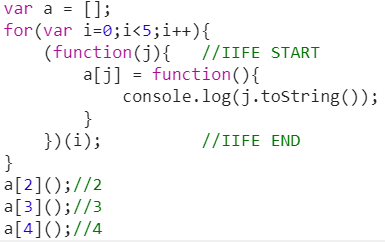 var a = [];
for(var i=0;i<5;i++){
    (function(j){   //IIFE START
        a[j] = function(){
            console.log(j.toString());
        }
    })(i);          //IIFE END
}
a[2]();//2
a[3]();//3
a[4]();//4